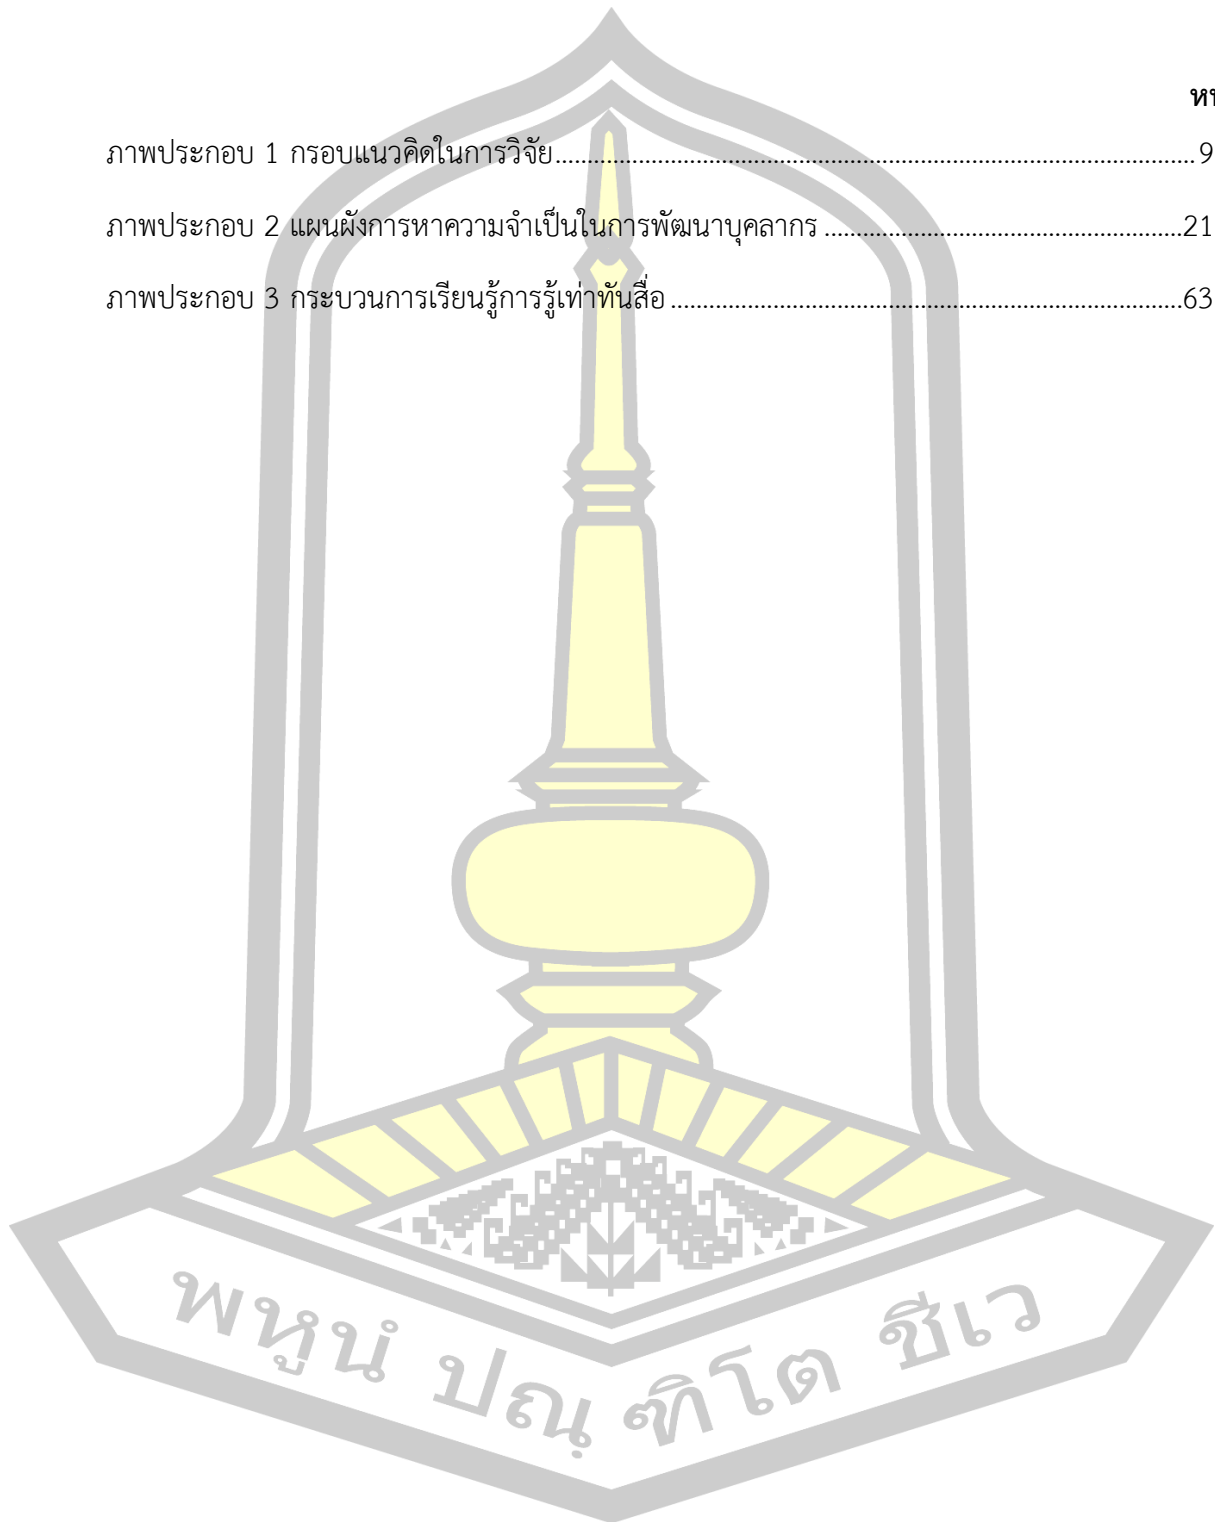 ภาพประกอบ 1 กรอบแนวคิดในการวิจัย.......................................................................................................... 9
ภาพประกอบ 2 แผนผังการหาความจำเป็นในการพัฒนาบุคลากร ...........................................................21
ภาพประกอบ 3 กระบวนการเรียนรู้การรู้เท่าทันสื่อ .....................................................................................63
พหูนํ ปณฺ ฑิโต ชีเว